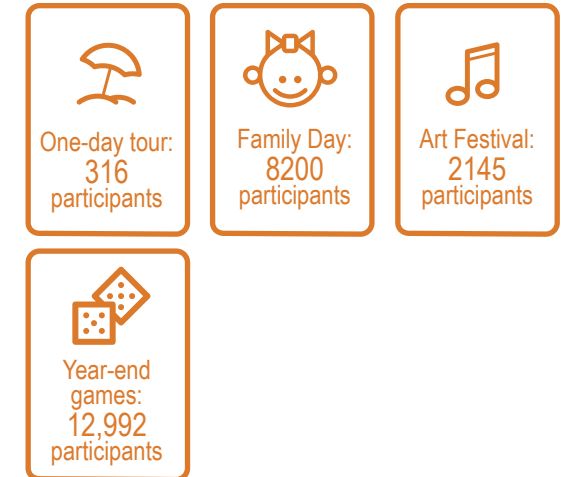 One-day tour:
316
participants
Family Day:
8200
participants
Art Festival:
2145
participants
Year-end
games:
12,992
participants